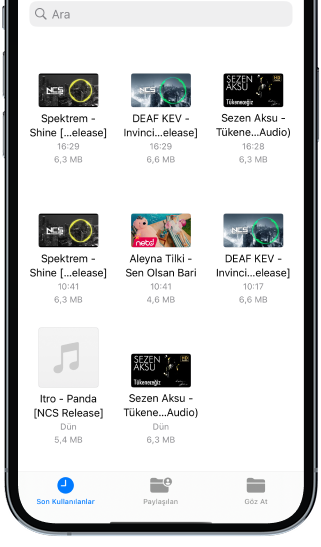 Ara
NCS
NCS
SEZEN AKSU HD
Tükeneceğiz
Spektrem -
Shine [...elease]
16:29
6,3 MB
DEAF KEV -
Invinci...elease]
16:29
6,6 MB
Sezen Aksu -
Tükene...Audio)
16:28
6,3 MB
NCS
netd
NCS
Spektrem -
Shine [...elease]
10:41
6,3 MB
Aleyna Tilki -
Sen Olsan Bari
10:41
4,6 MB
DEAF KEV -
Invinci...elease]
10:17
6,6 MB
SEZEN AKSU HD
Tükeneceğiz
Itro - Panda
[NCS Release]
Dün
5,4 MB
Sezen Aksu -
Tükene...Audio)
Dün
6,3 MB
Son Kullanılanlar
Paylaşılan
Göz At